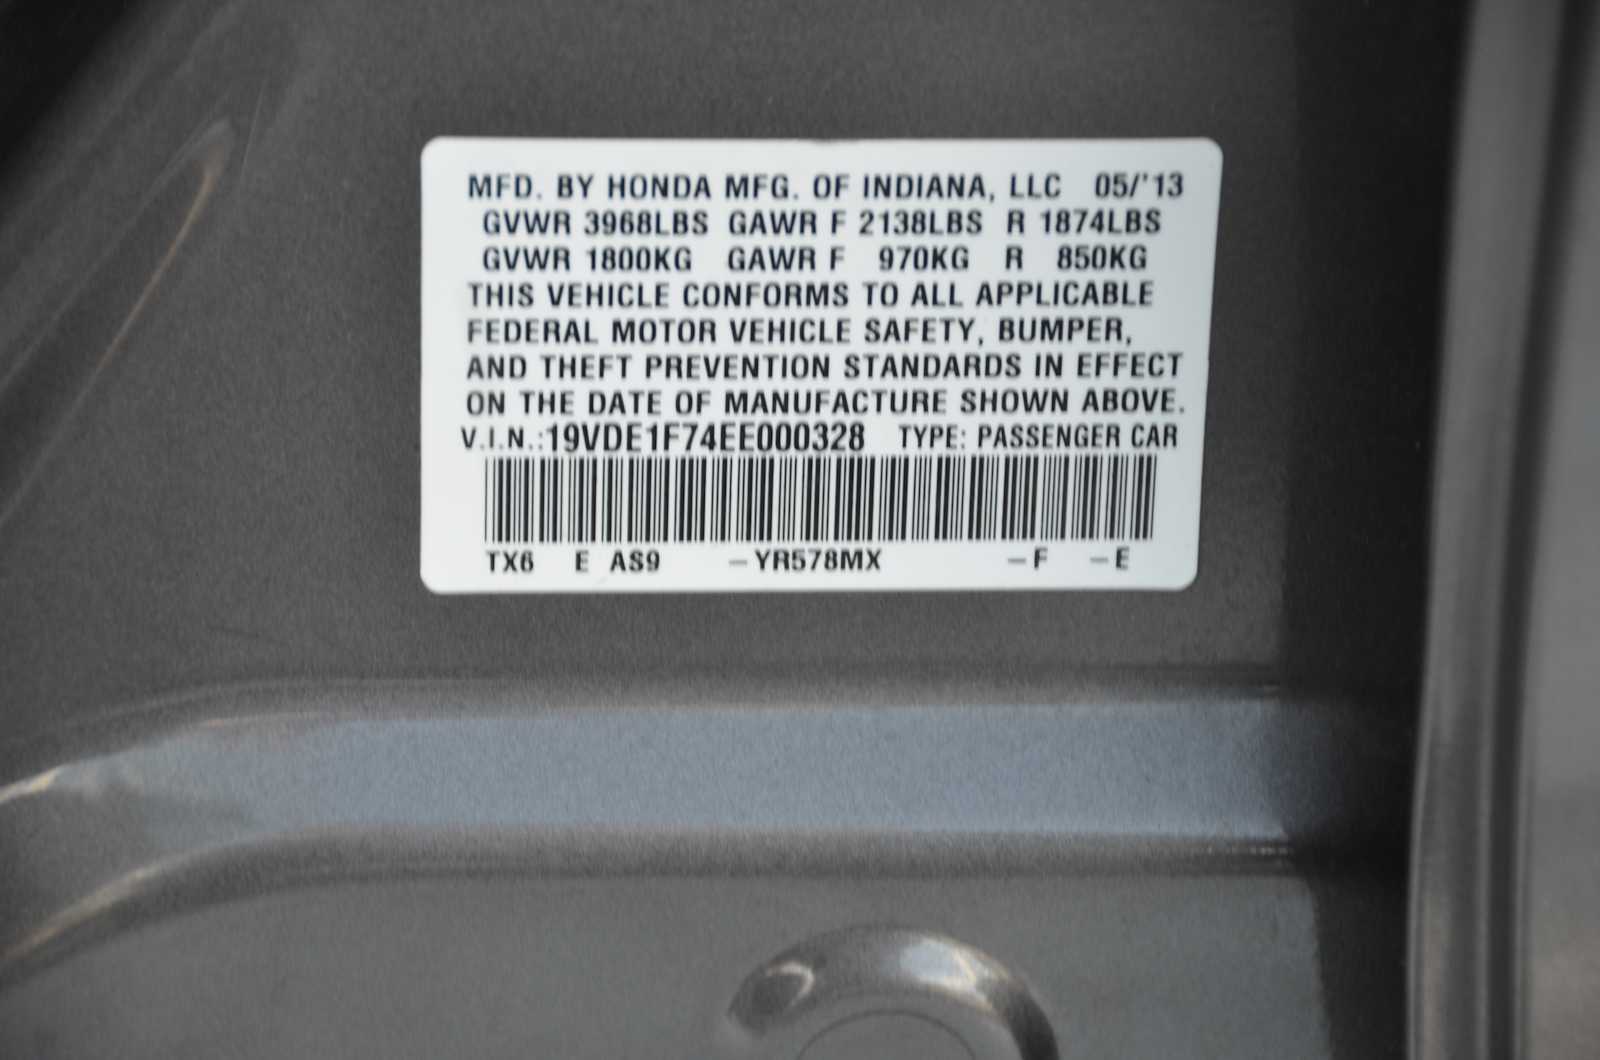 MFD. BY HONDA MFG. OF INDIANA, LLC 05/'13
GVWR 3968LBS GAWR F 2138LBS R 1874LBS
GVWR 1800KG GAWR F 970KG R 850KG
THIS VEHICLE CONFORMS TO ALL APPLICABLE
FEDERAL MOTOR VEHICLE SAFETY, BUMPER,
AND THEFT PREVENTION STANDARDS IN EFFECT
ON THE DATE OF MANUFACTURE SHOWN ABOVE.
V.I.N.:19VDE1F74EE000328 TYPE: PASSENGER CAR
TX6 E AS9 -YR578MX -F -E